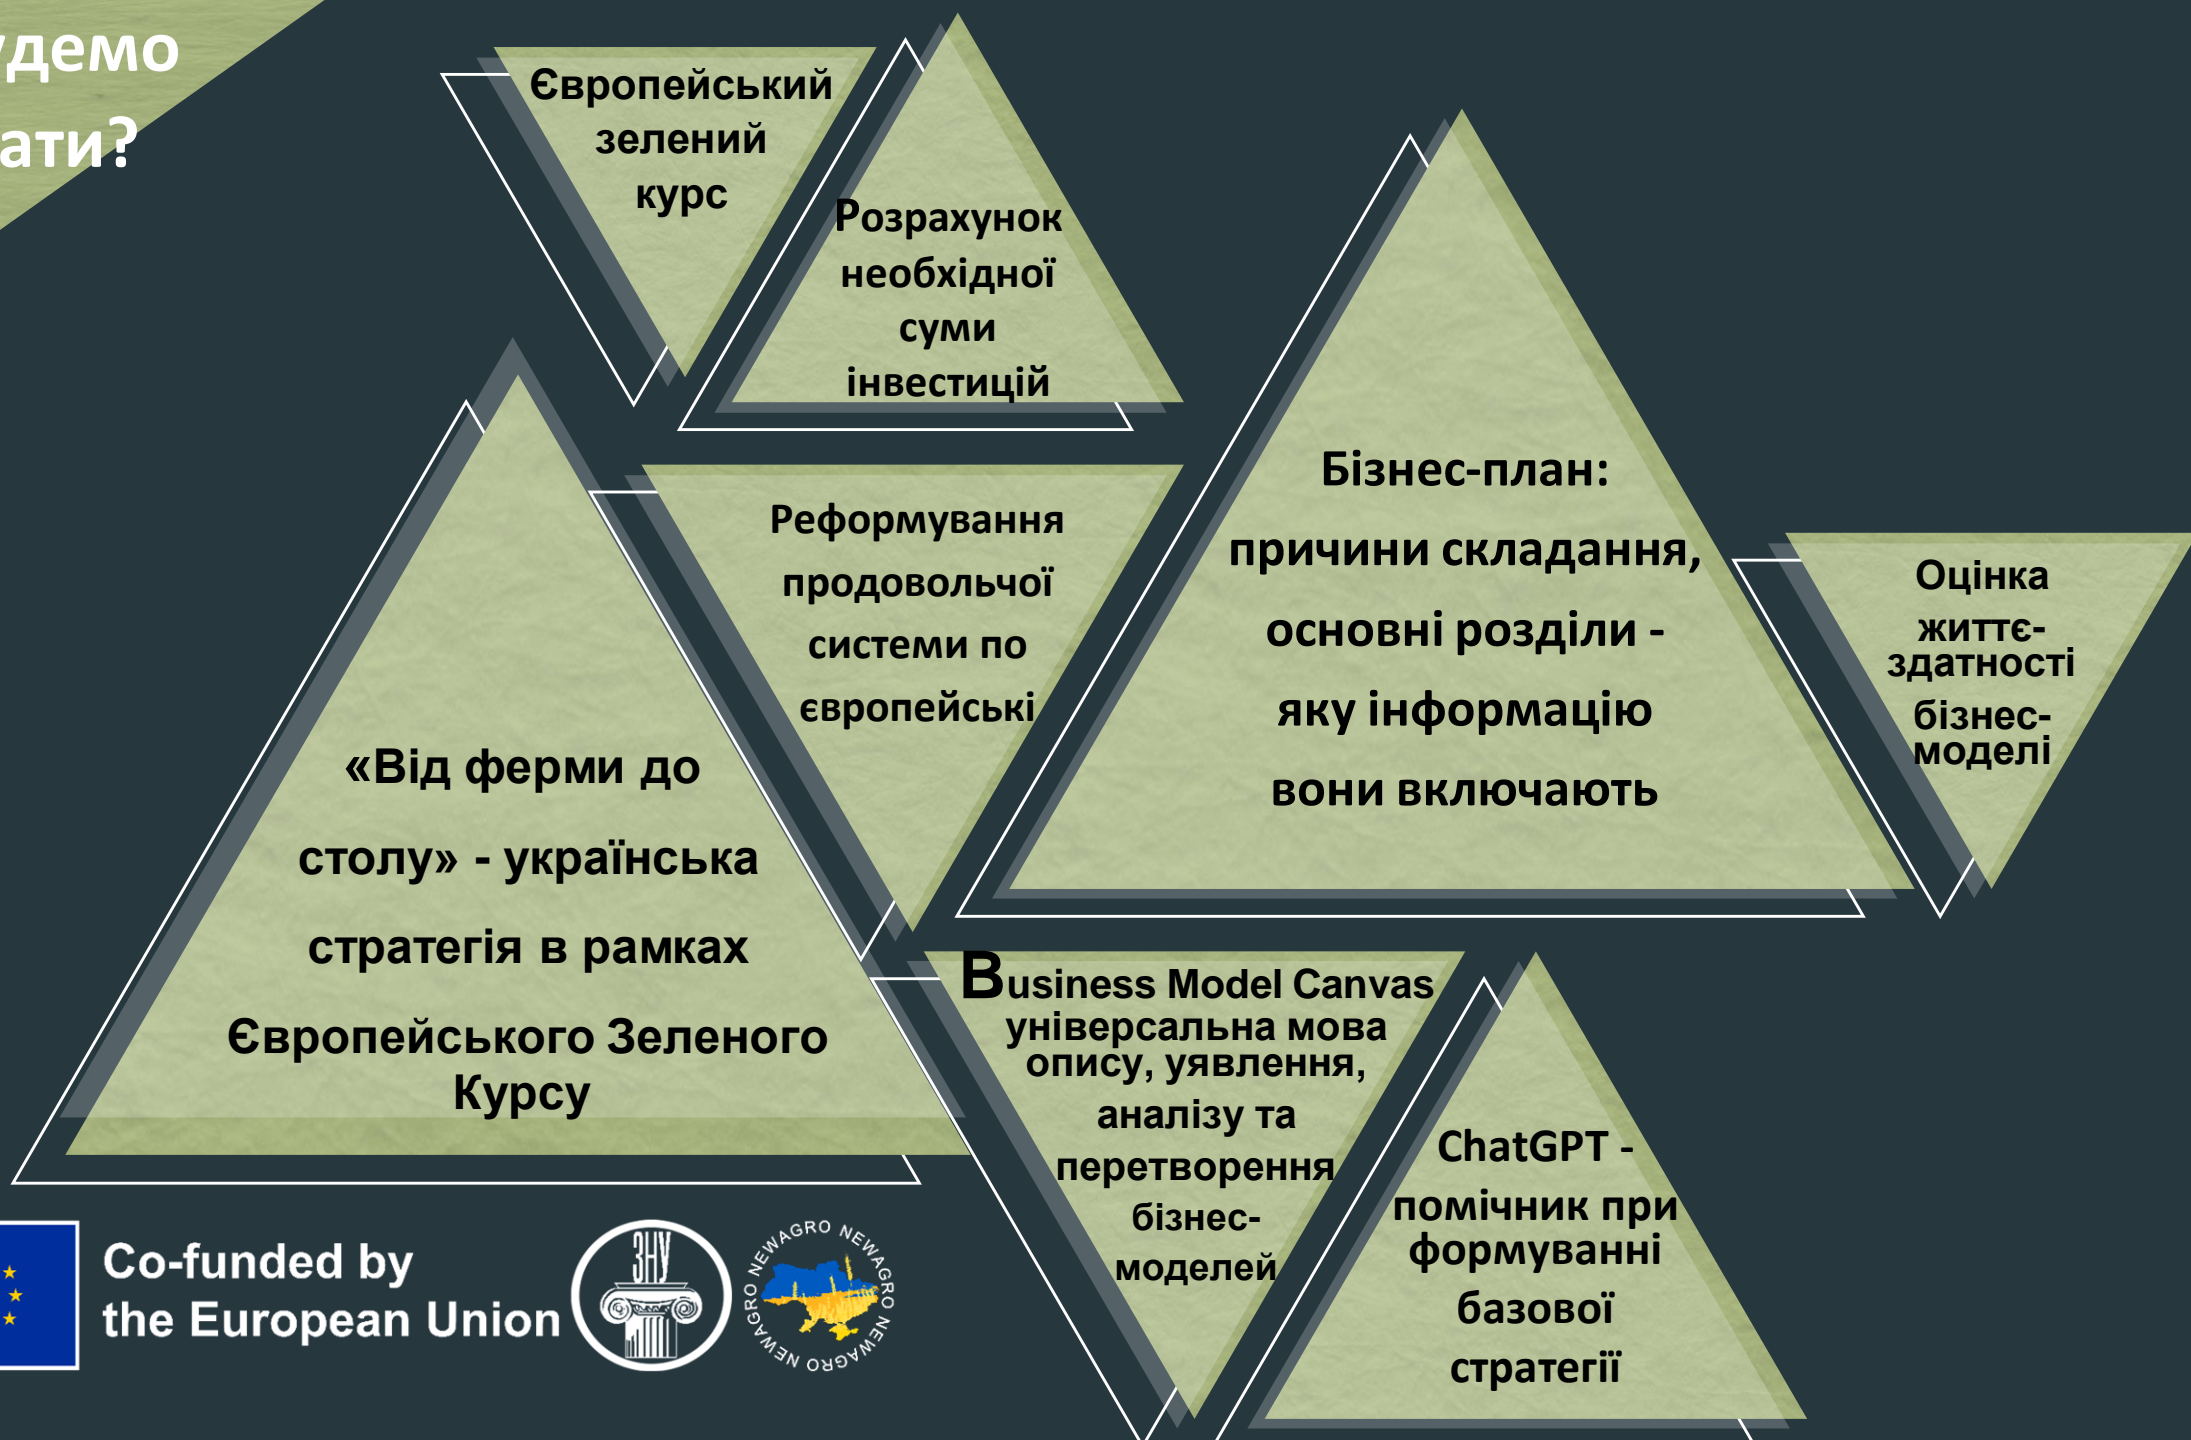 удемо
ати?
Європейський
зелений
курс
Розрахунок
необхідної
суми
інвестицій
«Від ферми до
столу» - українська
стратегія в рамках
Європейського Зеленого
Курсу
Реформування
продовольчої
системи по
європейські
Бізнес-план:
причини складання,
основні розділи -
яку інформацію
вони включають
Оцінка
життє-
здатності
бізнес-
моделі
Business Model Canvas
універсальна мова
опису, уявлення,
аналізу та
перетворення
бізнес-
моделей
ChatGPT -
помічник при
формуванні
базової
стратегії
Co-funded by
the European Union
ЗНУ
NEWAGRO NEWAGRO NEWAGRO NEWAGRO